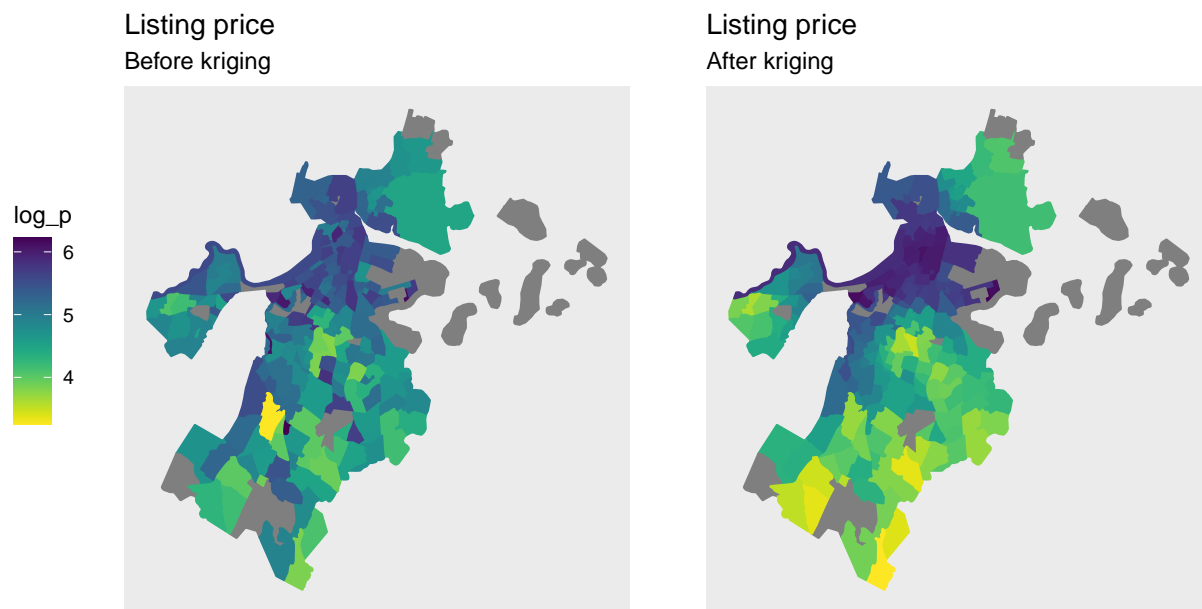 Listing price
Before kriging
Listing price
After kriging
log_p
6
5
4